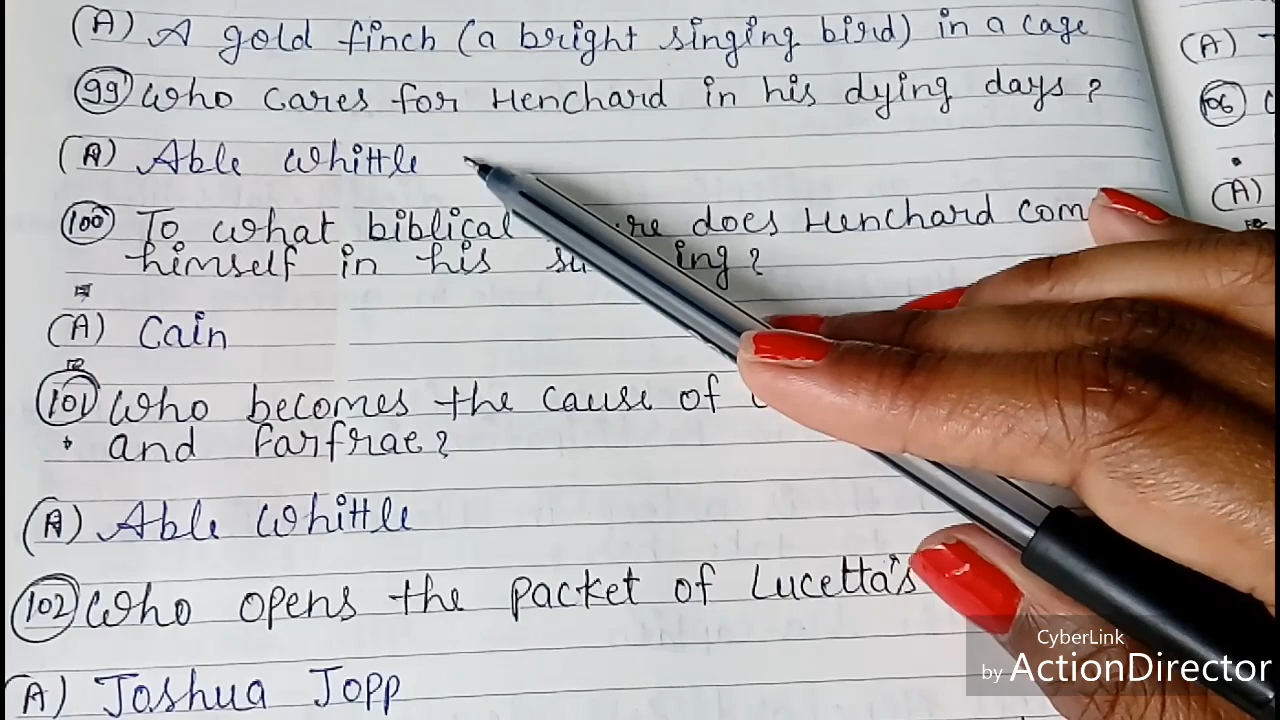 (A) A gold finch (a bright singing bird) in a cage
99 Who cares for Henchard in his dying days?
(A) Able Whittle
100 To what biblical does Henchard
himself in his ?
(A) Cain
101 Who becomes the cause of
and Farfrae?
(A) Able Whittle
102 Who opens the packet of Lucetta's
A) Joshua Jopp
(A)
106
(A)
CyberLink
by ActionDirector